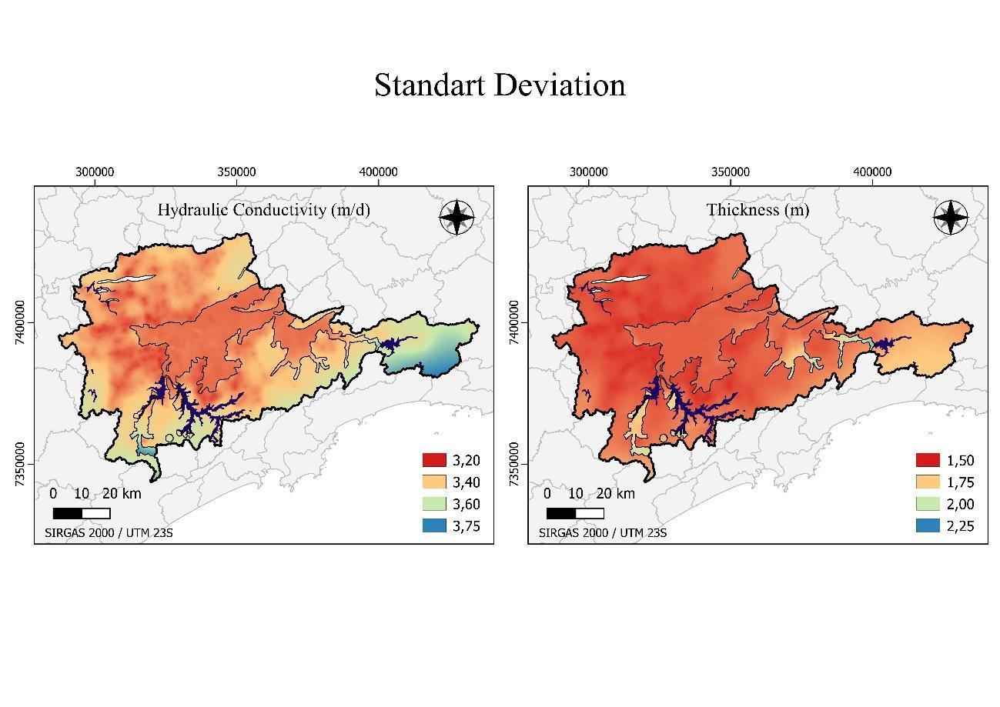 Standart Deviation
300000 350000 400000
Hydraulic Conductivity (m/d)
7400000
7350000
3,20
3,40
3,60
3,75
0 10 20 km
SIRGAS 2000 / UTM 23S
300000 350000 400000
Thickness (m)
7400000
7350000
1,50
1,75
2,00
2,25
0 10 20 km
SIRGAS 2000 / UTM 23S